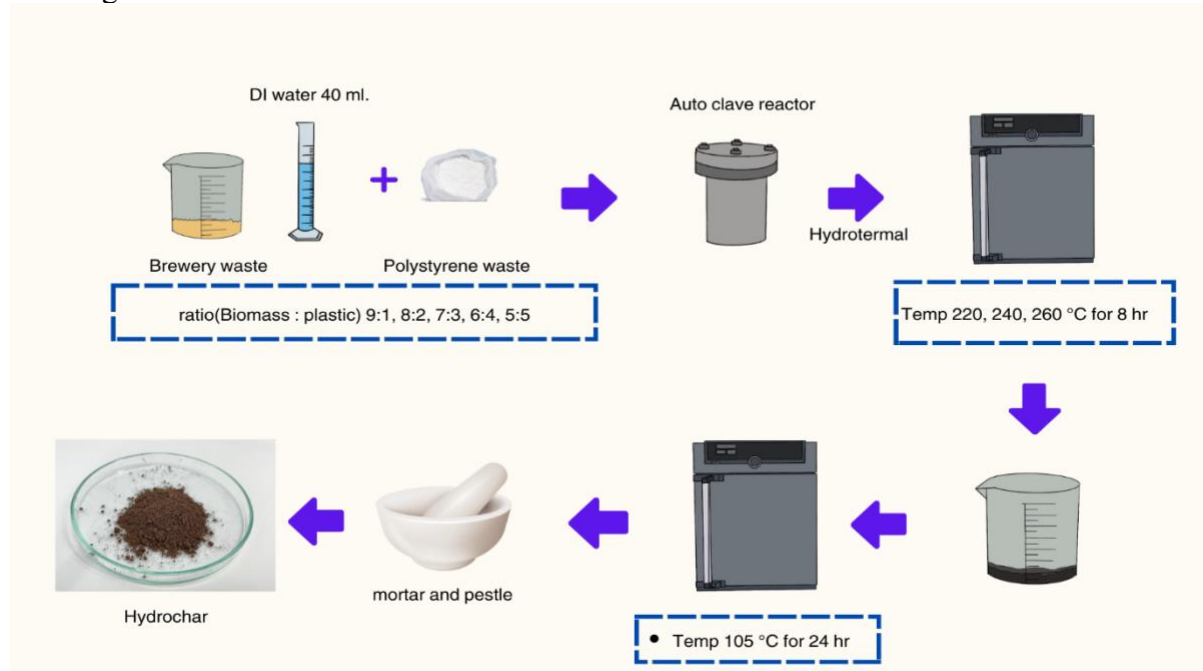 DI water 40 ml.
Auto clave reactor
Hydrotermal
Brewery waste
Polystyrene waste
ratio(Biomass : plastic) 9:1, 8:2, 7:3, 6:4, 5:5
Temp 220, 240, 260 °C for 8 hr
Hydrochar
mortar and pestle
• Temp 105 °C for 24 hr